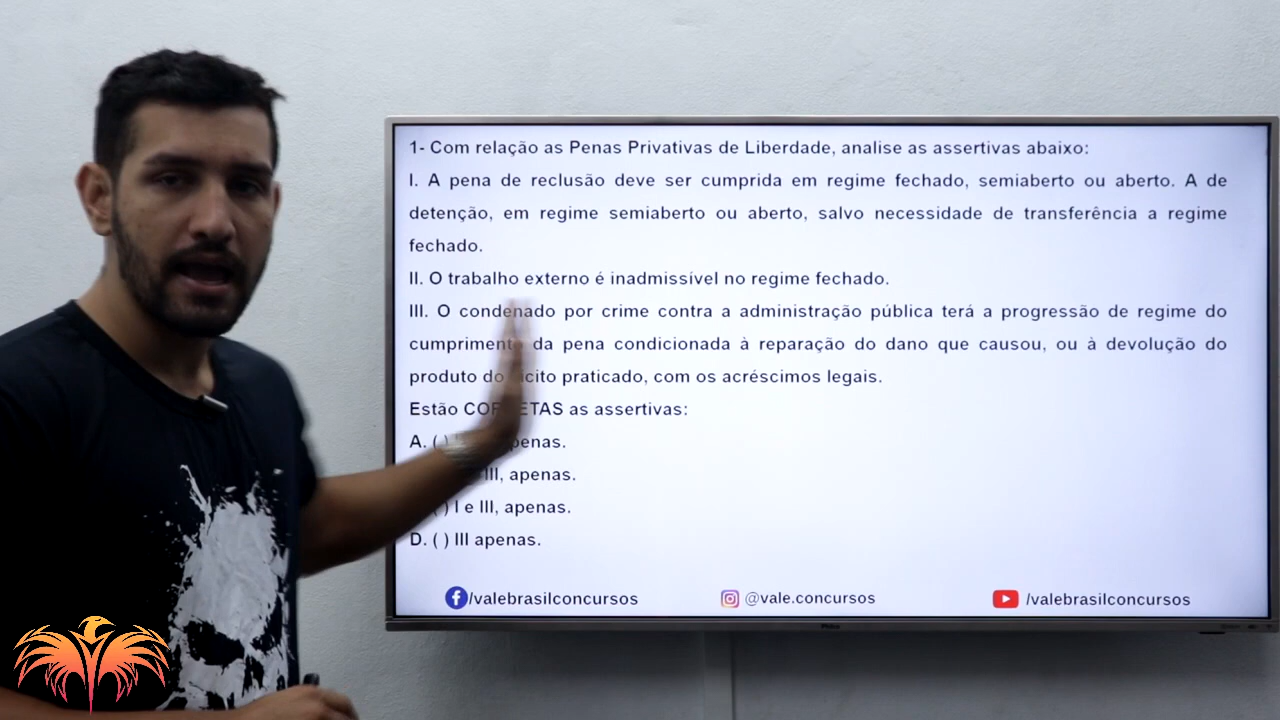 1- Com relação as Penas Privativas de Liberdade, analise as assertivas abaixo:
I. A pena de reclusão deve ser cumprida em regime fechado, semiaberto ou aberto. A de
detenção, em regime semiaberto ou aberto, salvo necessidade de transferência a regime
fechado.
II. O trabalho externo é inadmissível no regime fechado.
III. O condenado por crime contra a administração pública terá a progressão de regime do
cumprimento da pena condicionada à reparação do dano que causou, ou à devolução do
produto do praticado, com os acréscimos legais.
Estão CORRETAS as assertivas:
A. ( ) apenas.
III, apenas.
) I e III, apenas.
D. ( ) III apenas.
/valebrasilconcursos @vale.concursos /valebrasilconcursos